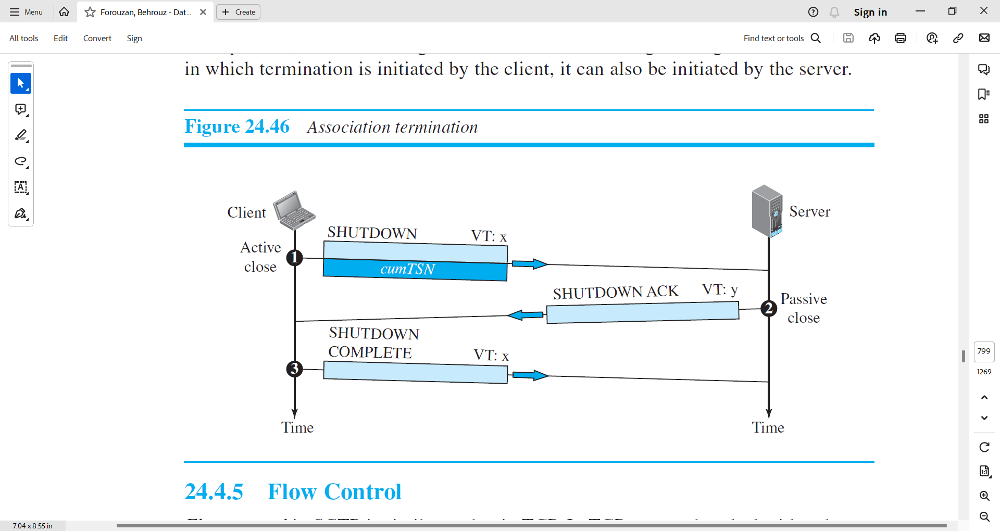 Menu
Forouzan, Behrouz - Dat...
Create
Sign in
All tools
Edit
Convert
Sign
Find text or tools
in which termination is initiated by the client, it can also be initiated by the server.
Figure 24.46 Association termination
Client
Server
SHUTDOWN VT: x
Active
close
1
cumTSN
SHUTDOWN ACK VT: y
2
Passive
close
SHUTDOWN
COMPLETE VT: x
3
Time
Time
799
1269
24.4.5 Flow Control
7.04 x 8.55 in